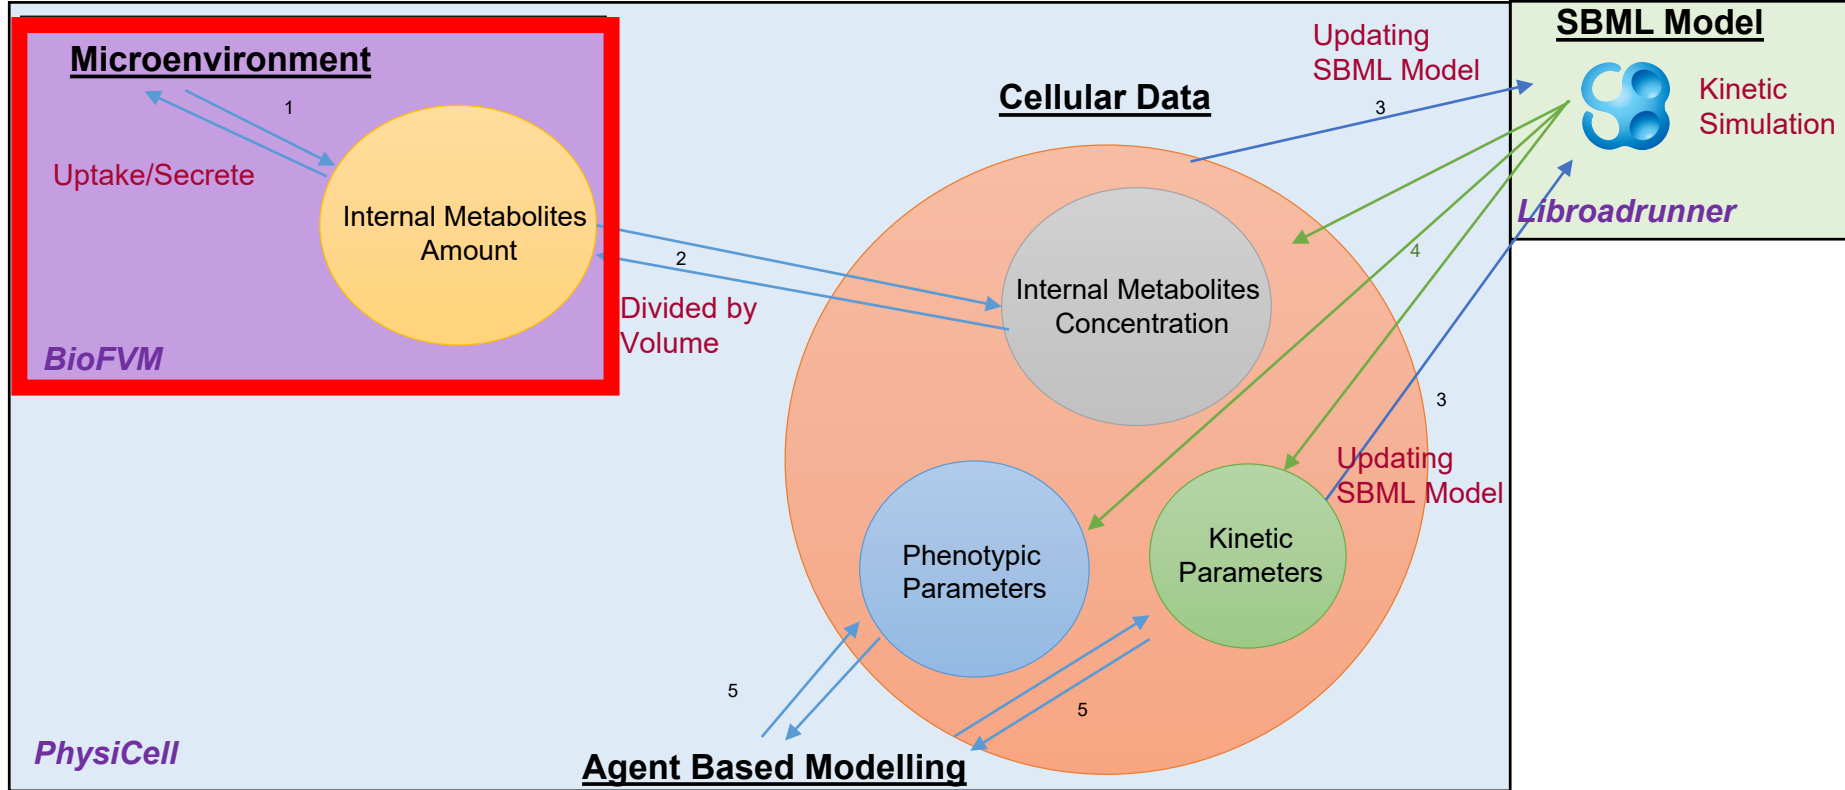 Microenvironment
1
Uptake/Secrete
Internal Metabolites
Amount
BioFVM
2
Divided by
Volume
Cellular Data
Internal Metabolites
Concentration
Updating
SBML Model
3
SBML Model
Kinetic
Simulation
Libroadrunner
4
3
Updating
SBML Model
Phenotypic
Parameters
Kinetic
Parameters
5
5
Agent Based Modelling
PhysiCell